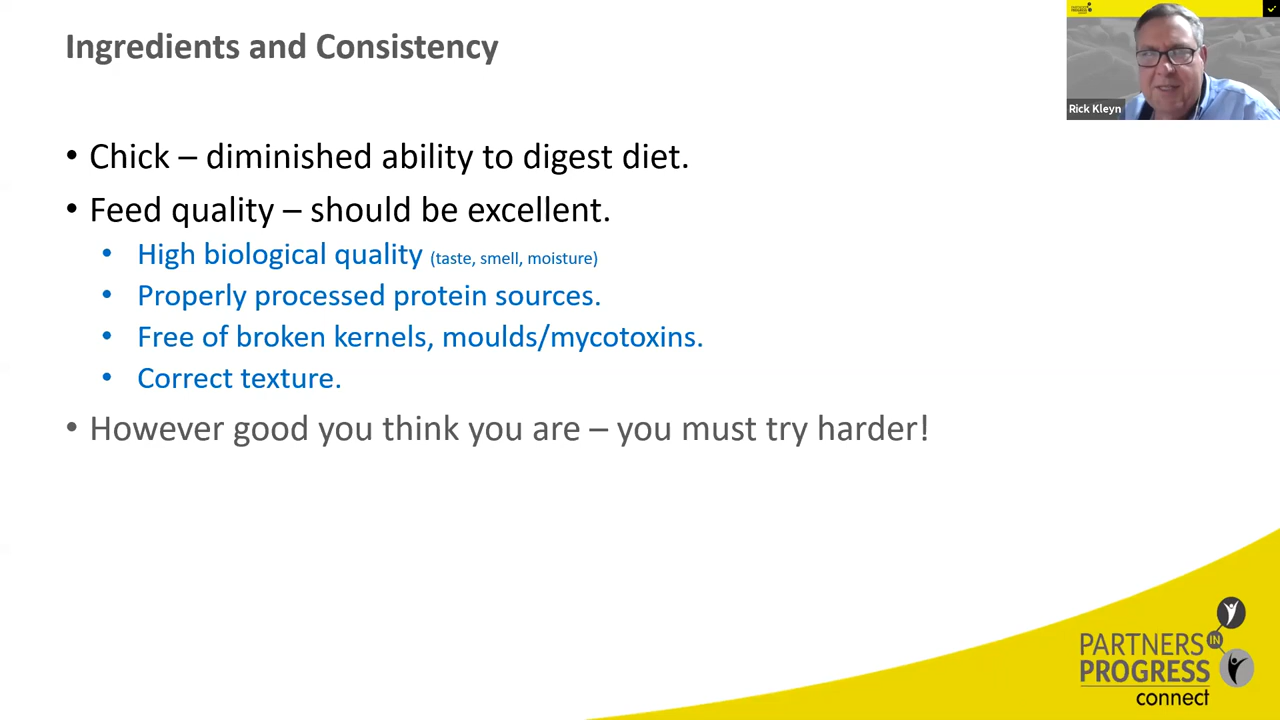 Ingredients and Consistency
Rick Kleyn
• Chick – diminished ability to digest diet.
• Feed quality – should be excellent.
• High biological quality (taste, smell, moisture)
• Properly processed protein sources.
• Free of broken kernels, moulds/mycotoxins.
• Correct texture.
• However good you think you are – you must try harder!
PARTNERS IN
PROGRESS
connect